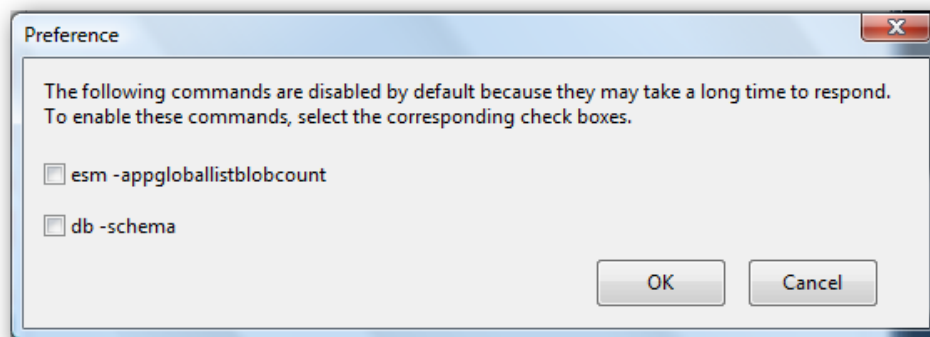 Preference
The following commands are disabled by default because they may take a long time to respond.
To enable these commands, select the corresponding check boxes.
esm -appgloballistblobcount
db -schema
OK Cancel